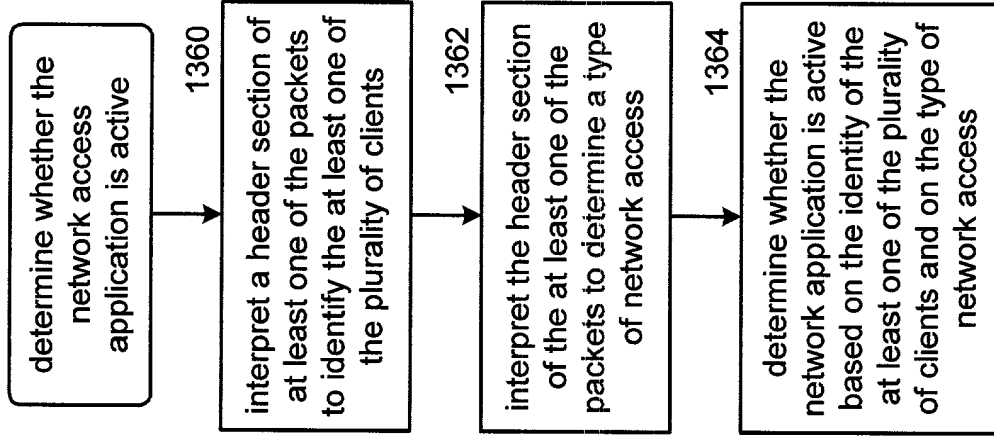 determine whether the
network access
application is active
1360
interpret a header section of
at least one of the packets
to identify the at least one of
the plurality of clients
1362
interpret the header section
of the at least one of the
packets to determine a type
of network access
1364
determine whether the
network application is active
based on the identity of the
at least one of the plurality
of clients and on the type of
network access